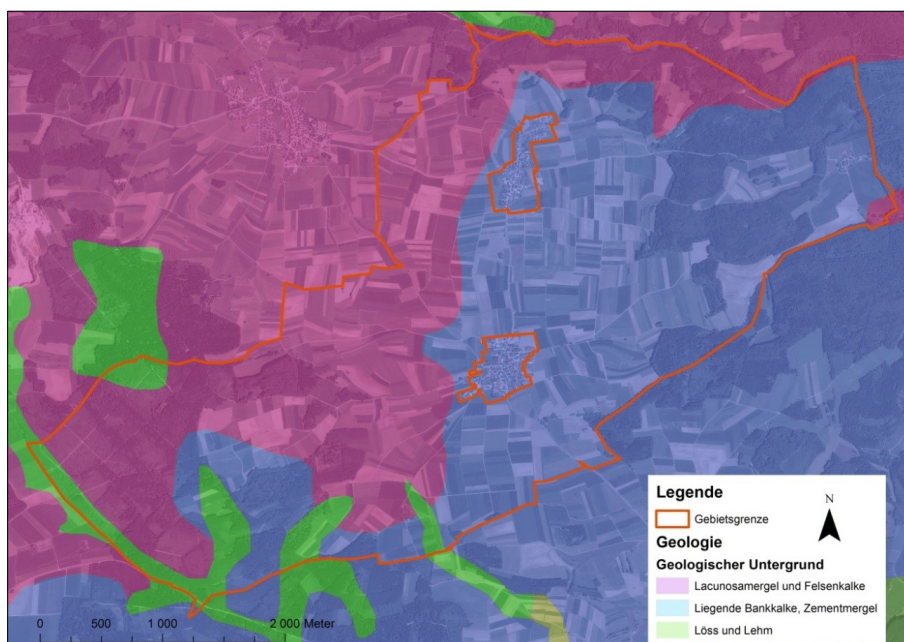 Legende
N
Gebietsgrenze
Geologie
Geologischer Untergrund
Lacunosamergel und Felsenkalke
Liegende Bankkalke, Zementmergel
Löss und Lehm
0 500 1 000 2 000 Meter